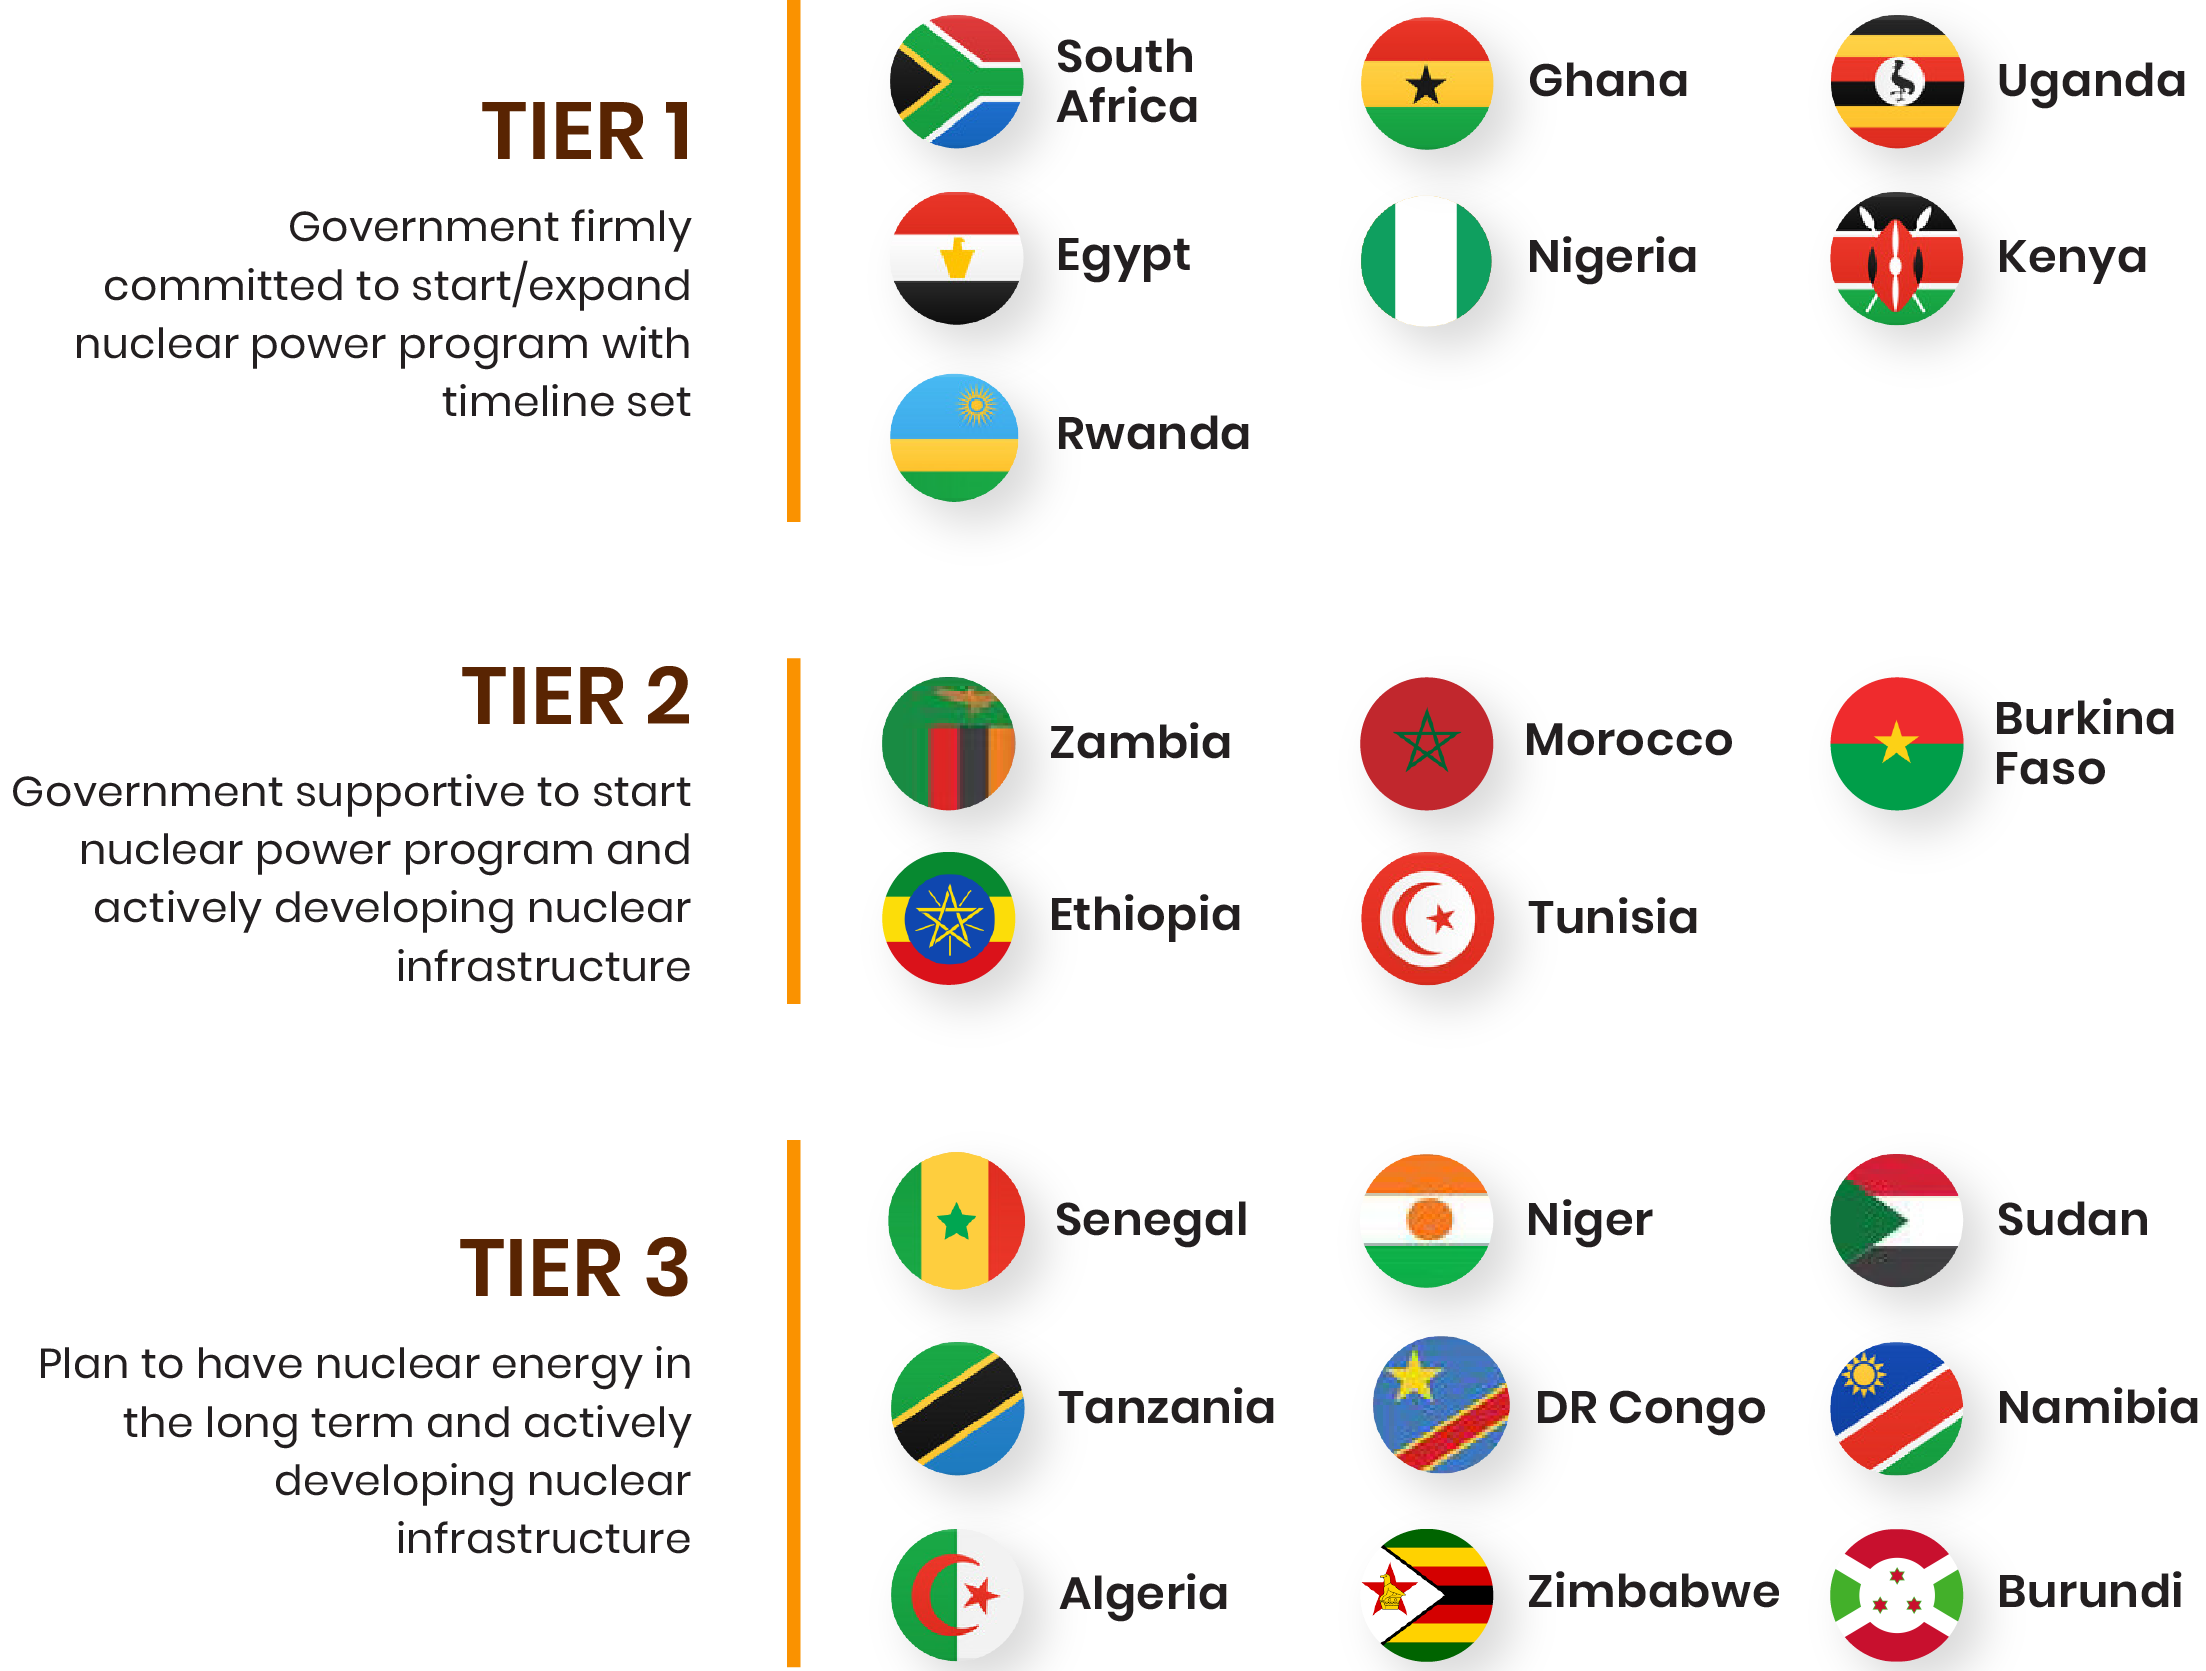 TIER 1
Government firmly
committed to start/expand
nuclear power program with
timeline set
South
Africa
Ghana
Uganda
Egypt
Nigeria
Kenya
Rwanda
TIER 2
Government supportive to start
nuclear power program and
actively developing nuclear
infrastructure
Zambia
Morocco
Burkina
Faso
Ethiopia
Tunisia
TIER 3
Plan to have nuclear energy in
the long term and actively
developing nuclear
infrastructure
Senegal
Niger
Sudan
Tanzania
DR Congo
Namibia
Algeria
Zimbabwe
Burundi